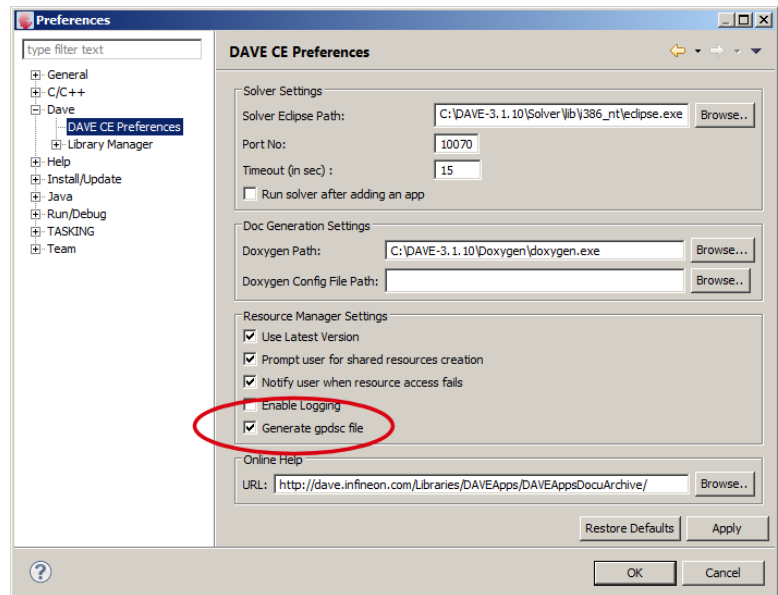 Preferences
type filter text
General
C/C++
Dave
DAVE CE Preferences
Library Manager
Help
Install/Update
Java
Run/Debug
TASKING
Team
DAVE CE Preferences
Solver Settings
Solver Eclipse Path: C:\DAVE-3.1.10\Solver\lib\i386_nt\eclipse.exe Browse..
Port No: 10070
Timeout (in sec) : 15
Run solver after adding an app
Doc Generation Settings
Doxygen Path: C:\DAVE-3.1.10\Doxygen\doxygen.exe Browse...
Doxygen Config File Path: Browse..
Resource Manager Settings
Use Latest Version
Prompt user for shared resources creation
Notify user when resource access fails
Enable Logging
Generate gpdsc file
Online Help
URL: http://dave.infineon.com/Libraries/DAVEApps/DAVEAppsDocuArchive/ Browse..
Restore Defaults Apply
? OK Cancel